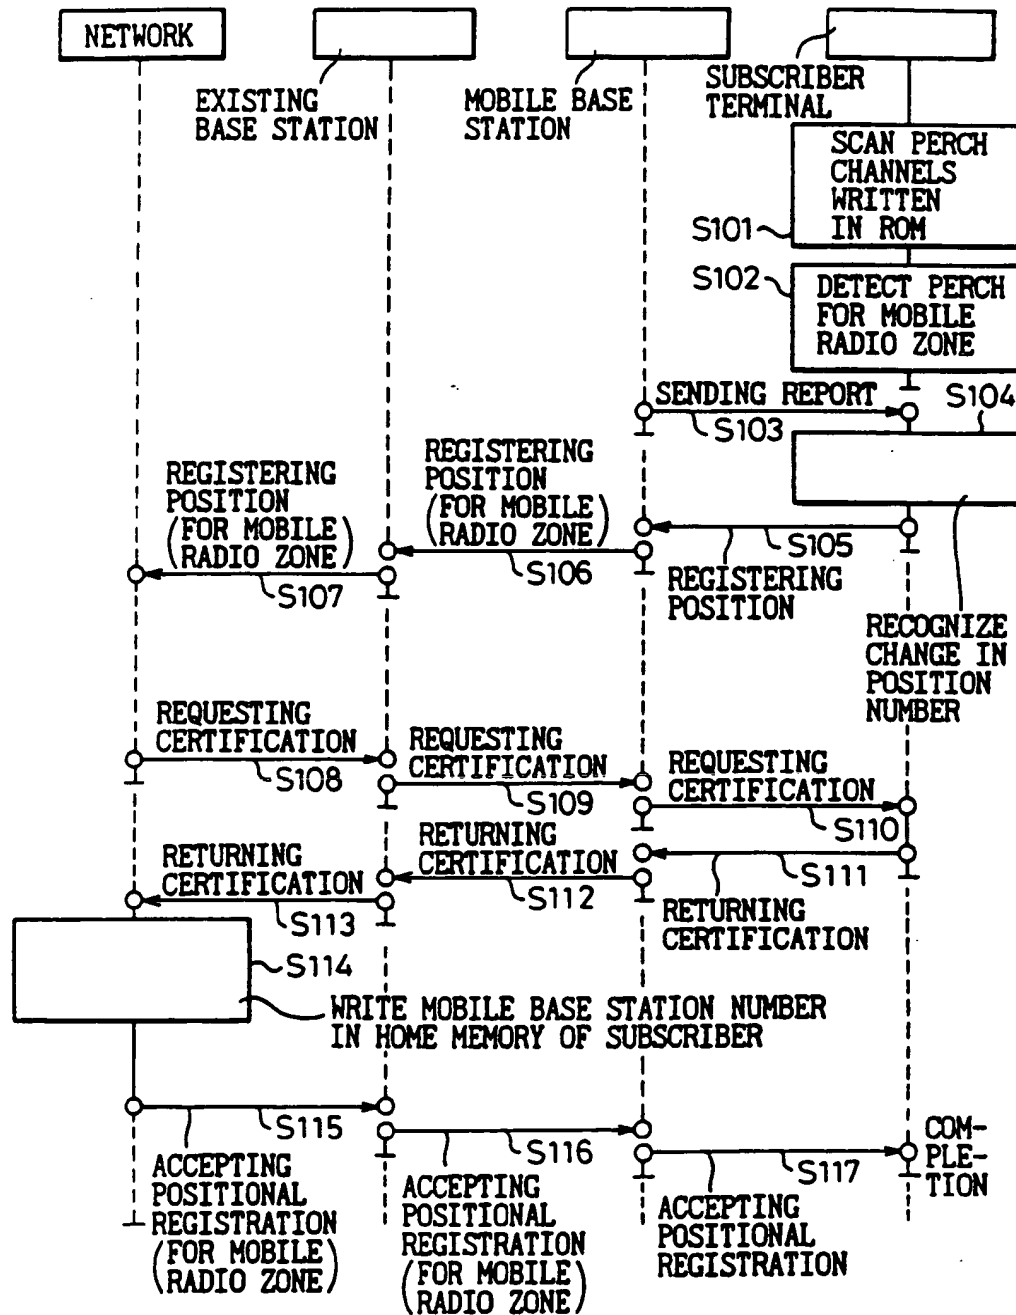 NETWORK
EXISTING
BASE STATION
MOBILE BASE
STATION
SUBSCRIBER
TERMINAL
SCAN PERCH
CHANNELS
WRITTEN
IN ROM
S101
S102
DETECT PERCH
FOR MOBILE
RADIO ZONE
SENDING REPORT
S103
S104
REGISTERING
POSITION
(FOR MOBILE)
(RADIO ZONE)
S107
REGISTERING
POSITION
(FOR MOBILE)
(RADIO ZONE)
S106
S105
REGISTERING
POSITION
RECOGNIZE
CHANGE IN
POSITION
NUMBER
REQUESTING
CERTIFICATION
S108
REQUESTING
CERTIFICATION
S109
REQUESTING
CERTIFICATION
S110
RETURNING
CERTIFICATION
S113
RETURNING
CERTIFICATION
S112
S111
RETURNING
CERTIFICATION
S114
WRITE MOBILE BASE STATION NUMBER
IN HOME MEMORY OF SUBSCRIBER
S115
ACCEPTING
POSITIONAL
REGISTRATION
(FOR MOBILE)
(RADIO ZONE)
S116
ACCEPTING
POSITIONAL
REGISTRATION
(FOR MOBILE)
(RADIO ZONE)
S117
ACCEPTING
POSITIONAL
REGISTRATION
COM-
PLE-
TION